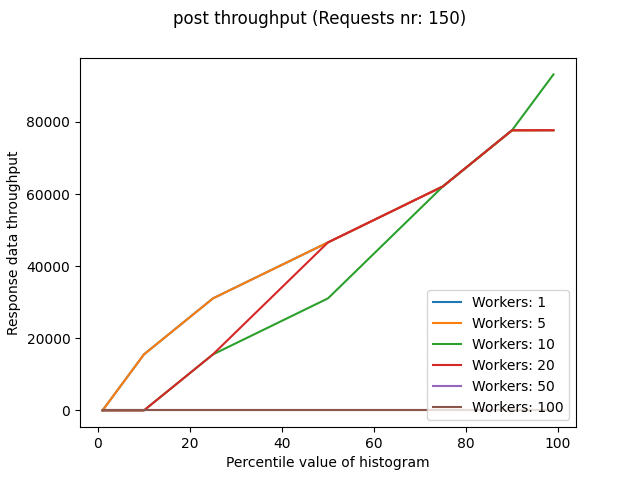 post throughput (Requests nr: 150)
Response data throughput
80000
60000
40000
20000
0
0 20 40 60 80 100
Percentile value of histogram
Workers: 1
Workers: 5
Workers: 10
Workers: 20
Workers: 50
Workers: 100